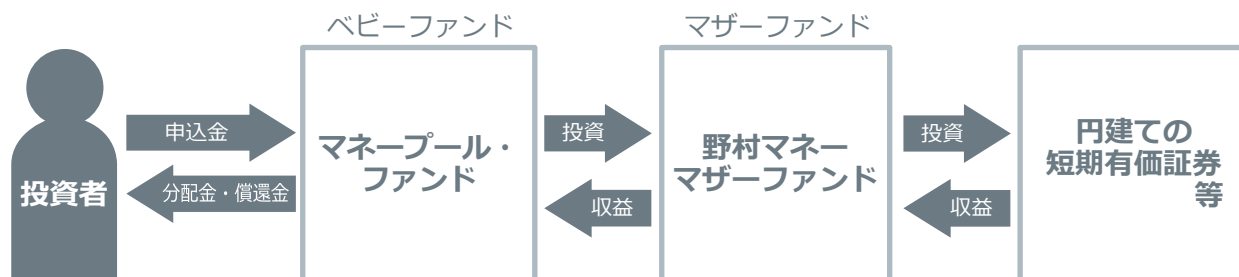 ベビーファンド
マザーファンド
投資者
申込金
分配金・償還金
マネープール・
ファンド
投資
収益
野村マネー
マザーファンド
投資
収益
円建ての
短期有価証券
等